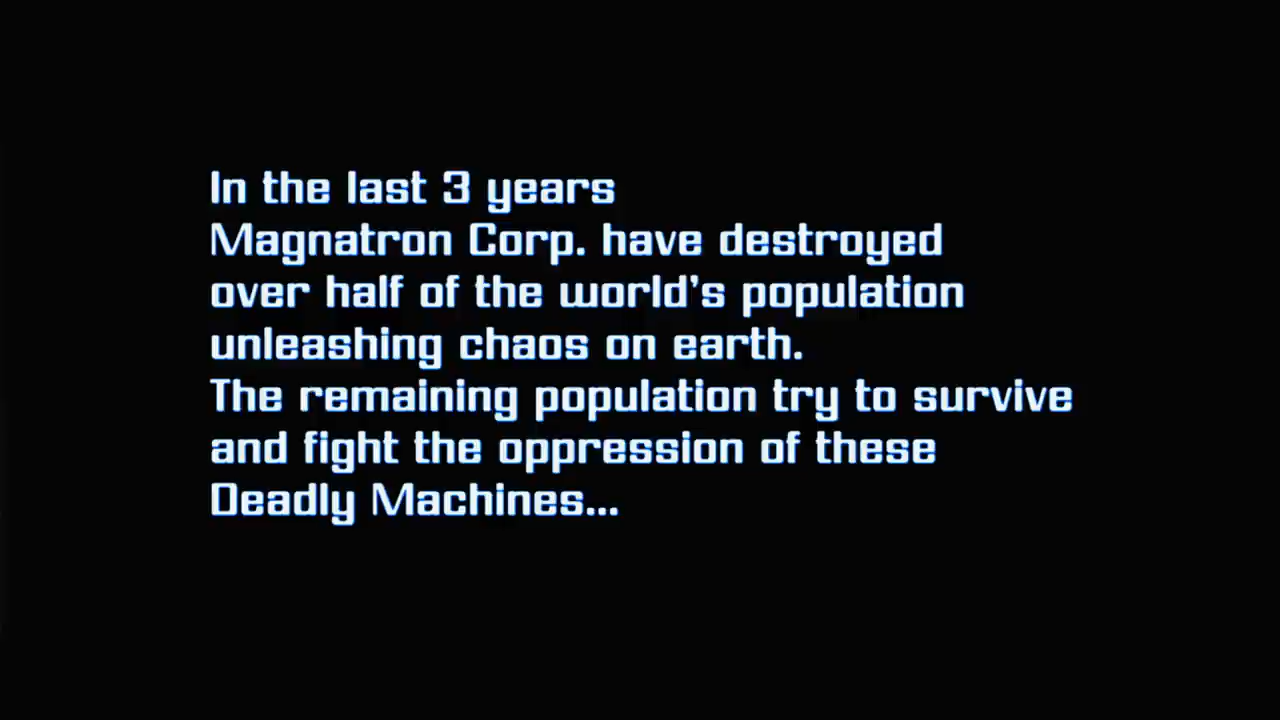 In the last 3 years
Magnatron Corp. have destroyed
over half of the world's population
unleashing chaos on earth.
The remaining population try to survive
and fight the oppression of these
Deadly Machines...